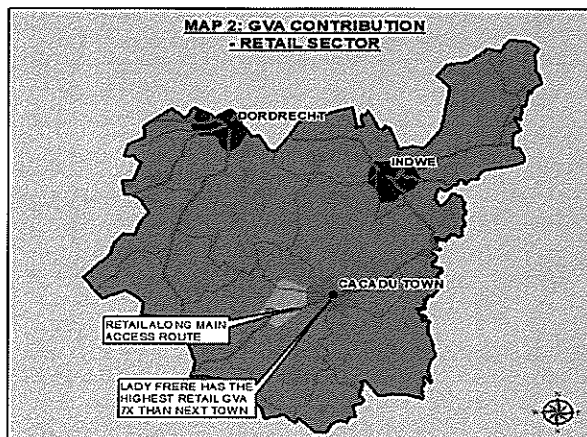 MAP 2: GVA CONTRIBUTION
- RETAIL SECTOR
DORDRECHT
INDWE
CACADU TOWN
RETAIL ALONG MAIN
ACCESS ROUTE
LADY FRERE HAS THE
HIGHEST RETAIL GVA
7X THAN NEXT TOWN